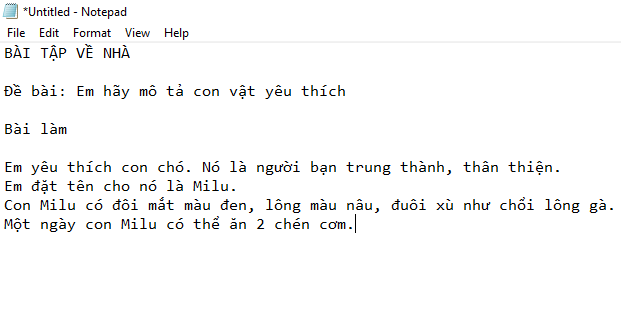 *Untitled - Notepad
File Edit Format View Help
BÀI TẬP VỀ NHÀ
Đề bài: Em hãy mô tả con vật yêu thích
Bài làm
Em yêu thích con chó. Nó là người bạn trung thành, thân thiện.
Em đặt tên cho nó là Milu.
Con Milu có đôi mắt màu đen, lông màu nâu, đuôi xù như chổi lông gà.
Một ngày con Milu có thể ăn 2 chén cơm.